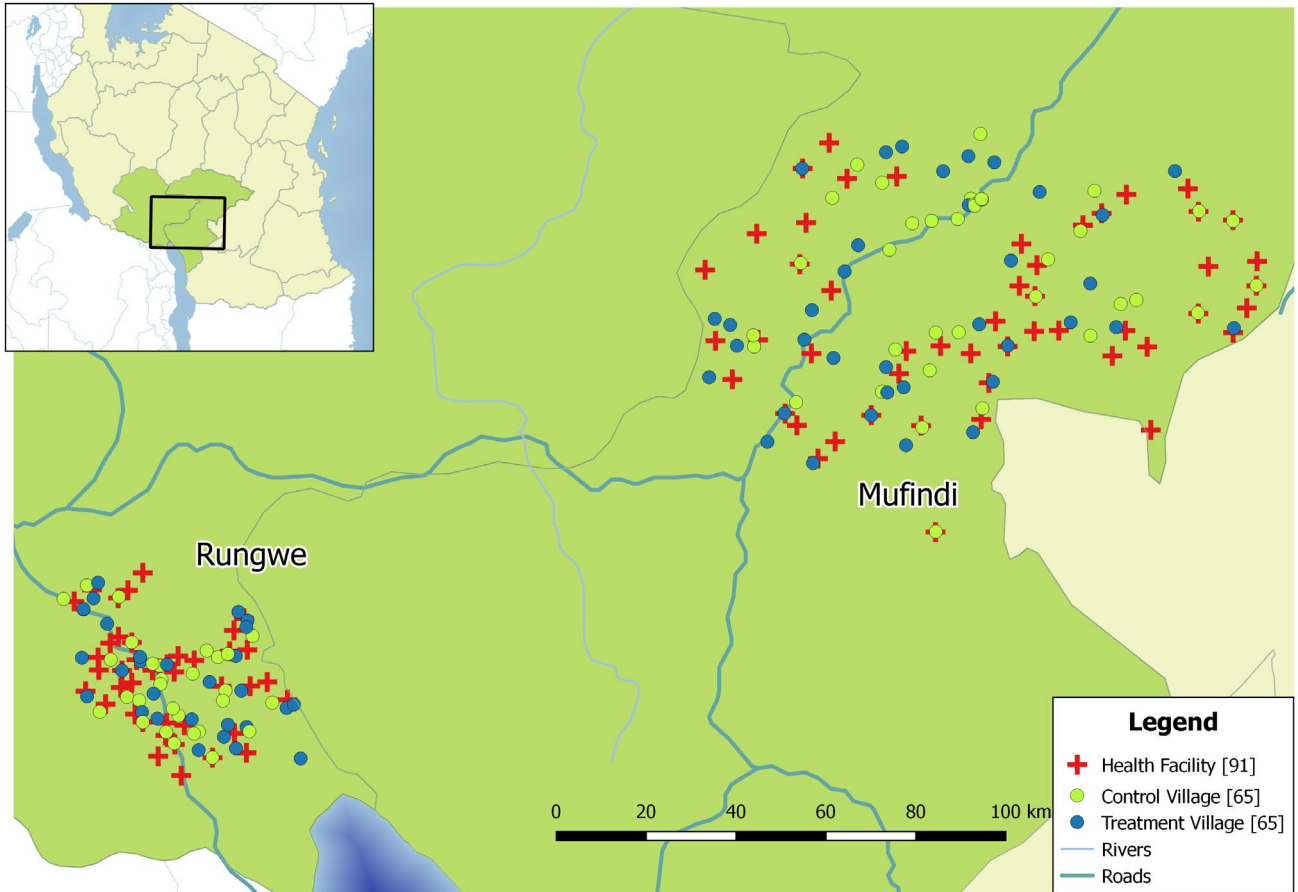 Mufindi
Rungwe
0 20 40 60 80 100 km
Legend
Health Facility [91]
Control Village [65]
Treatment Village [65]
Rivers
Roads